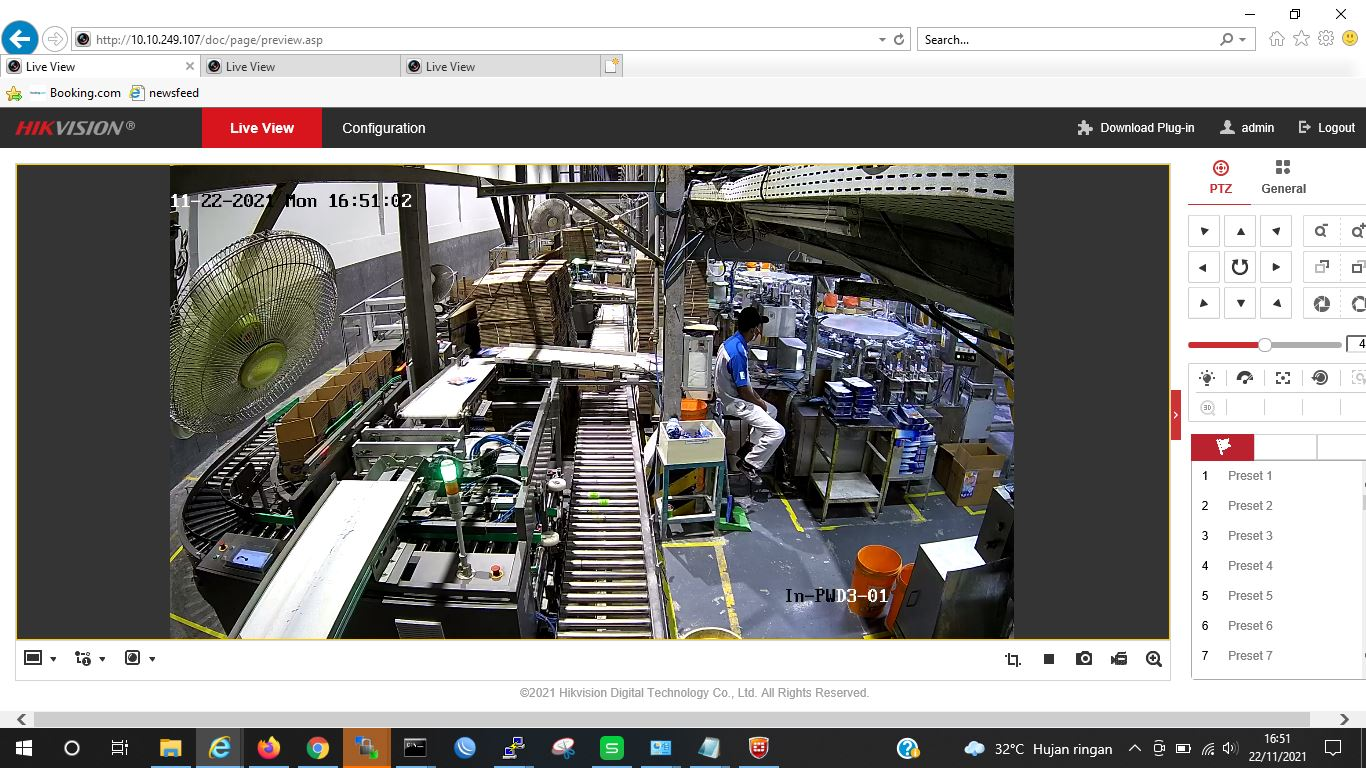 http://10.10.249.107/doc/page/preview.asp
Search...
Live View
Live View
Live View
Booking.com
newsfeed
HIKVISION®
Live View
Configuration
Download Plug-in
admin
Logout
11-22-2021 Mon 16:51:02
In-PWD3-01
PTZ
General
4
3D
1 Preset 1
2 Preset 2
3 Preset 3
4 Preset 4
5 Preset 5
6 Preset 6
7 Preset 7
©2021 Hikvision Digital Technology Co., Ltd. All Rights Reserved.
32°C Hujan ringan
16:51
22/11/2021